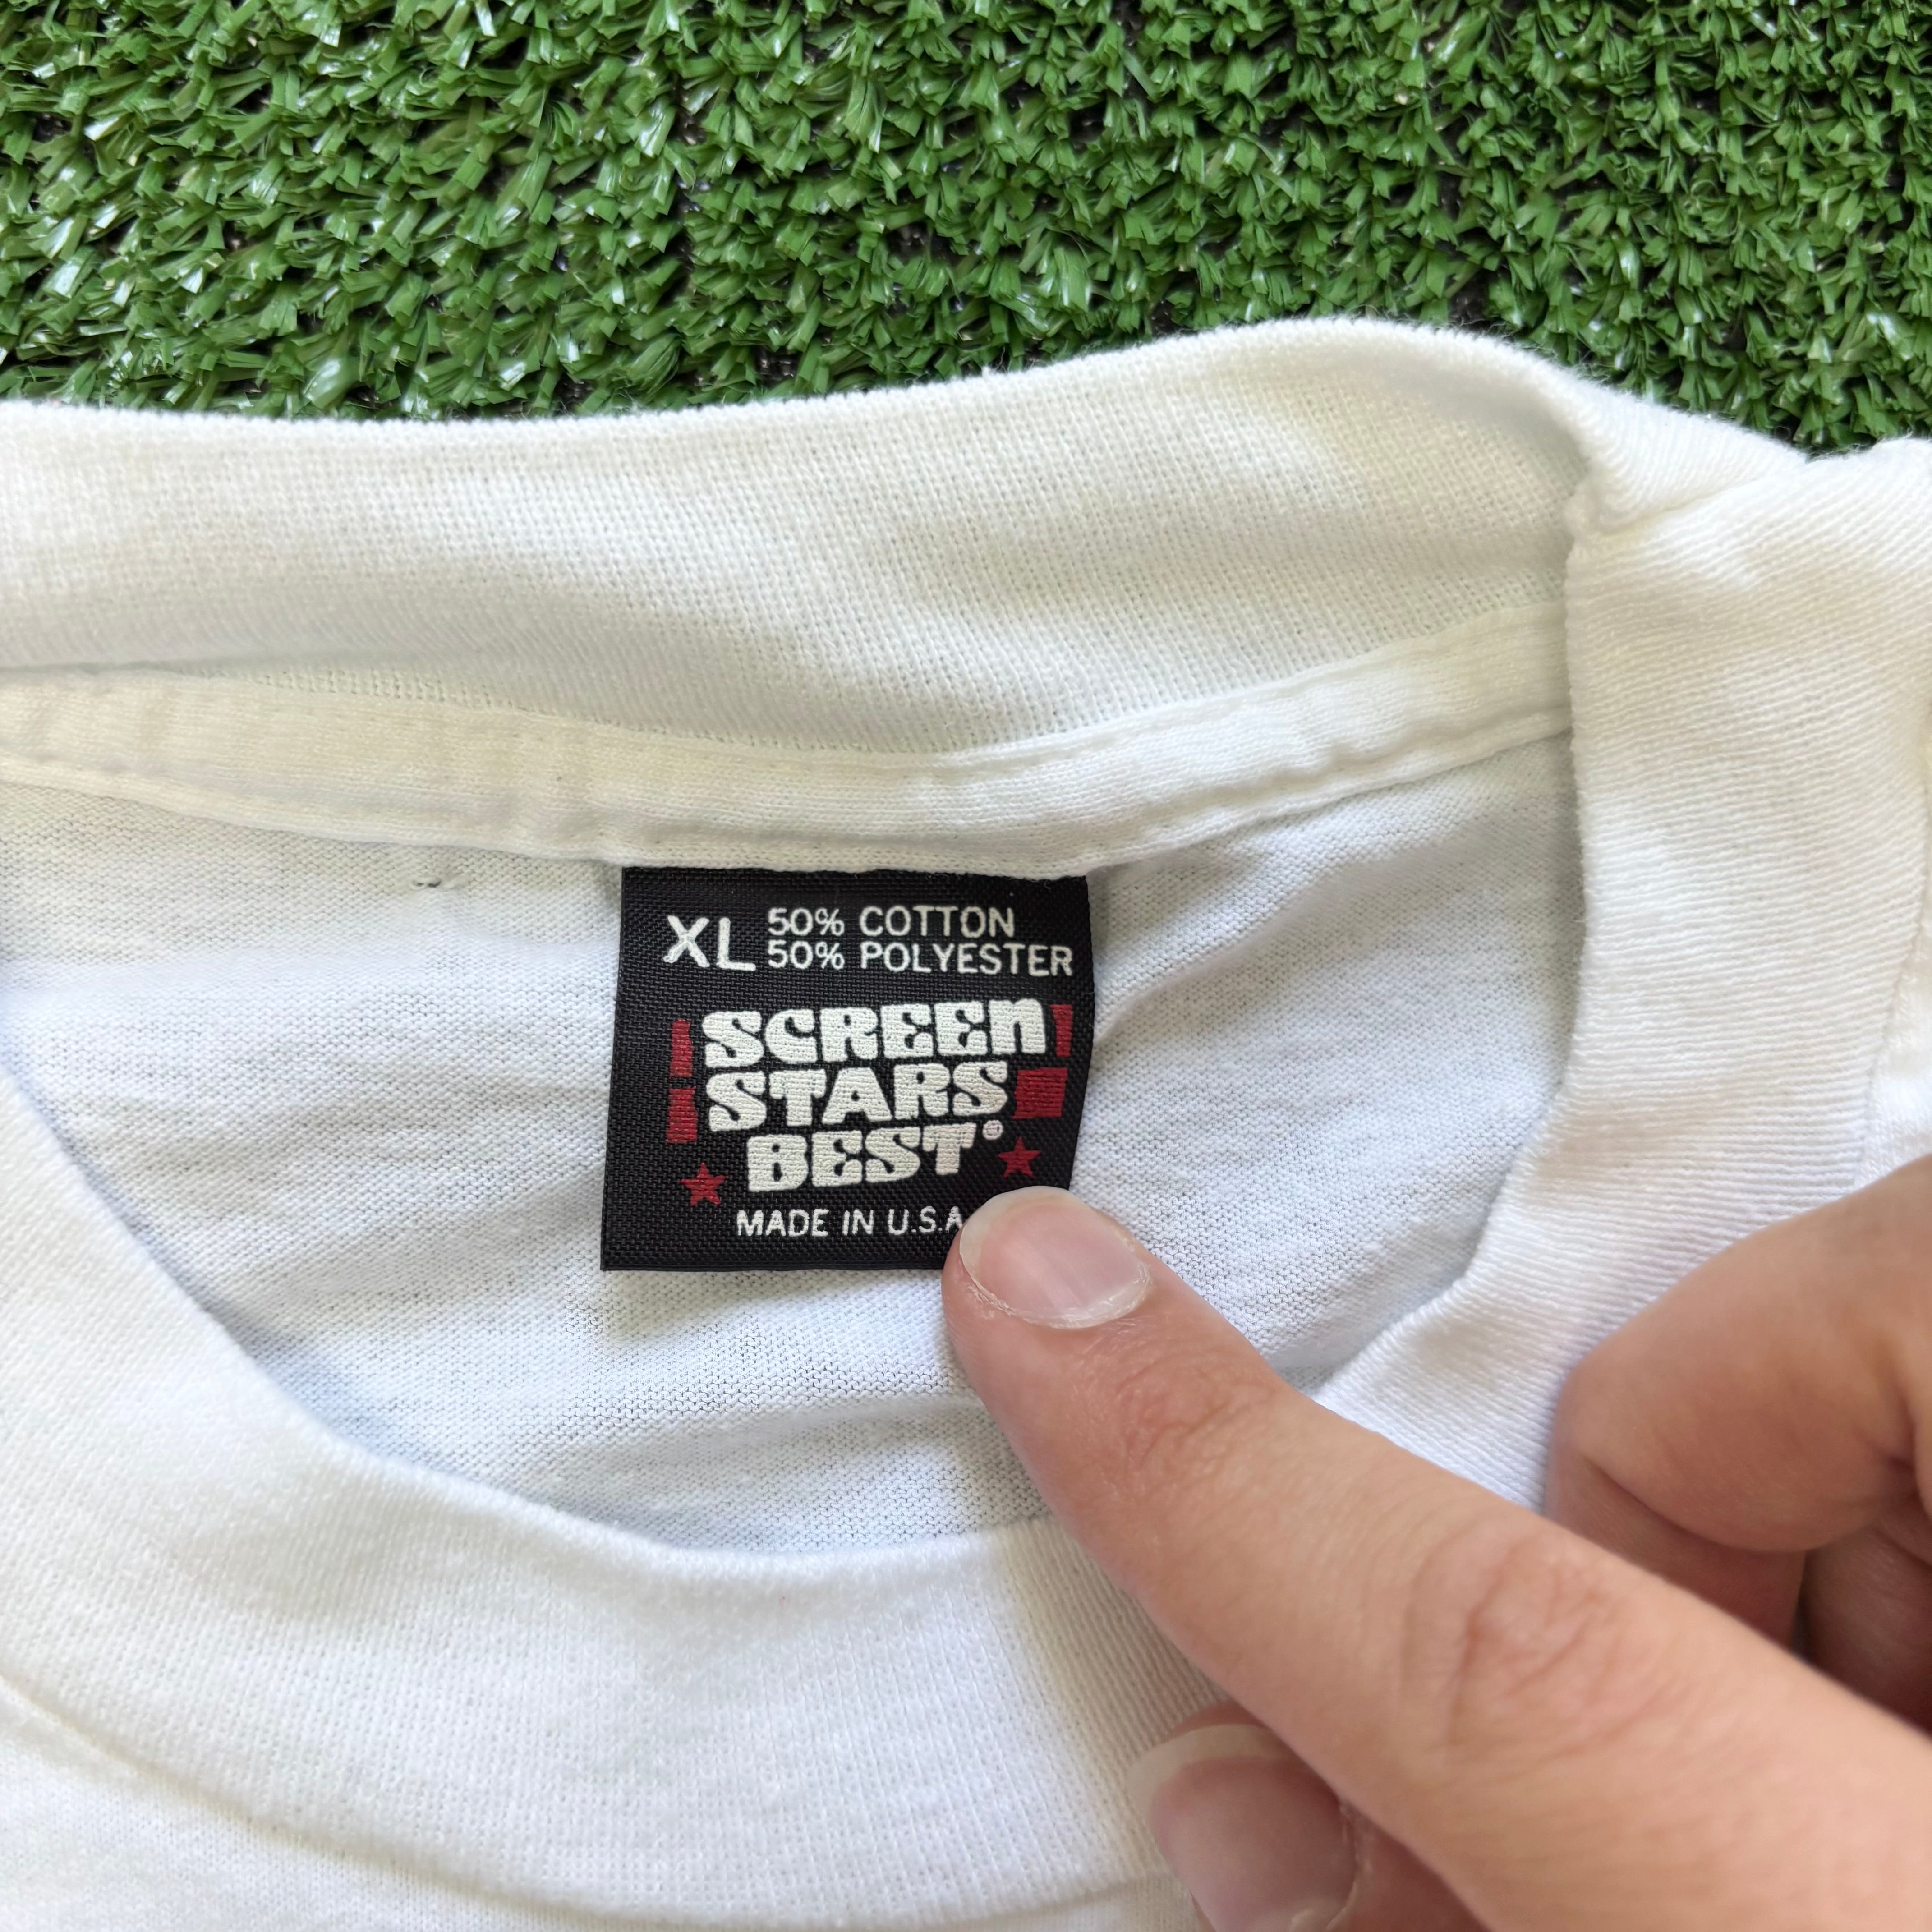 XL 50% COTTON
50% POLYESTER
SCREEn
STARS
BEST®
MADE IN U.S.A.